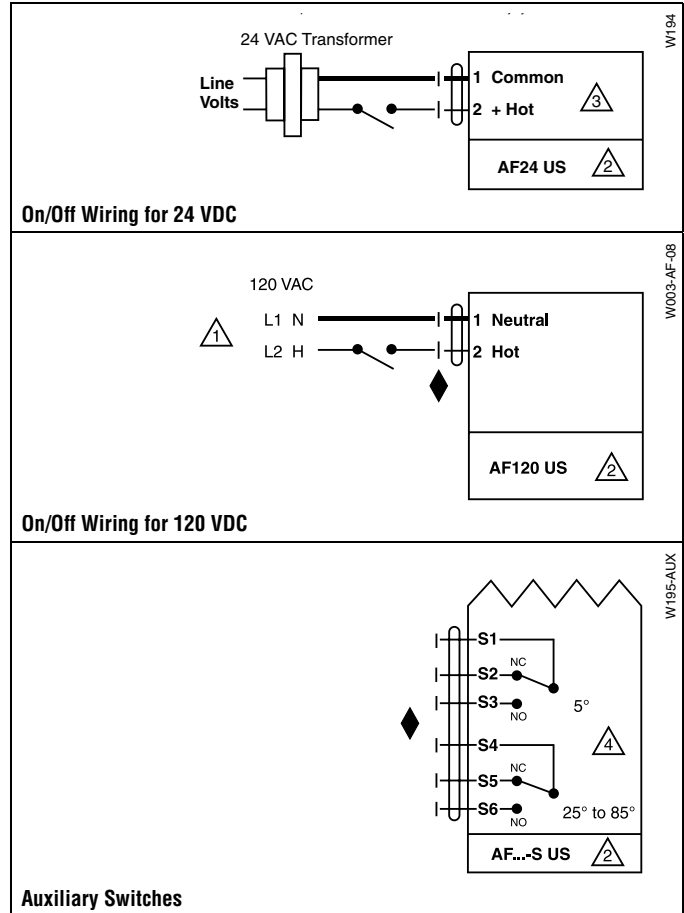 W194
24 VAC Transformer
Line
Volts
1 Common
2 + Hot
3
AF24 US
2
On/Off Wiring for 24 VDC
W003-AF-08
120 VAC
1
L1 N
L2 H
1 Neutral
2 Hot
AF120 US
2
On/Off Wiring for 120 VDC
W195-AUX
S1
S2
NC
S3
NO
5°
S4
4
S5
NC
S6
NO
25° to 85°
AF...-S US
2
Auxiliary Switches